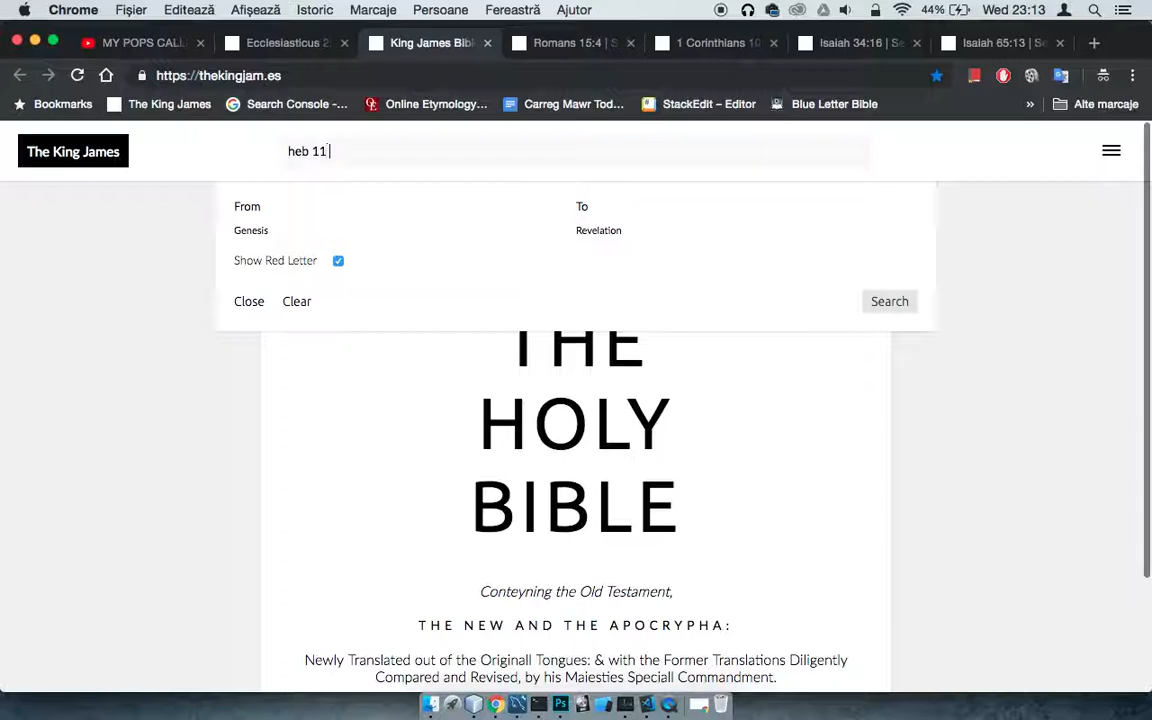 Chrome Fișier Editează Afișează Istoric Marcaje Persoane Fereastră Ajutor 44% Wed 23:13
MY POPS CALL Ecclesiasticus 2 King James Bib Romans 15:4 | Se 1 Corinthians 10 Isaiah 34:16 | Se Isaiah 65:13 | Se
https://thekingjam.es
Bookmarks The King James Search Console -... Online Etymology... Carreg Mawr Tod... StackEdit – Editor Blue Letter Bible » Alte marcaje
The King James heb 11
From To
Genesis Revelation
Show Red Letter
Close Clear Search
THE
HOLY
BIBLE
Conteyning the Old Testament,
THE NEW AND THE APOCRYPHA:
Newly Translated out of the Originall Tongues: & with the Former Translations Diligently
Compared and Revised, by his Maiesties Speciall Commandment.